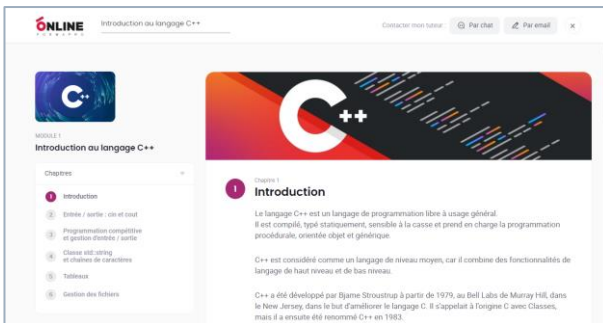 ONLINE
Introduction au langage C++
Contacter mon tuteur :
Par chat
Par email
x
C++
MODULE 1
Introduction au langage C++
Chapitres
1 Introduction
2 Entrée / sortie : cin et cout
3 Programmation compétitive
et gestion d'entrée / sortie
4 Classe std::string
et chaînes de caractères
5 Tableaux
6 Gestion des fichiers
C++
Chapitre 1
1 Introduction
Le langage C++ est un langage de programmation libre à usage général.
Il est compilé, typé statiquement, sensible à la casse et prend en charge la programmation
procédurale, orientée objet et générique.
C++ est considéré comme un langage de niveau moyen, car il combine des fonctionnalités de
langage de haut niveau et de bas niveau.
C++ a été développé par Bjarne Stroustrup à partir de 1979, au Bell Labs de Murray Hill, dans
le New Jersey, dans le but d'améliorer le langage C. Il s'appelait à l'origine C avec Classes,
mais il a ensuite été renommé C++ en 1983.